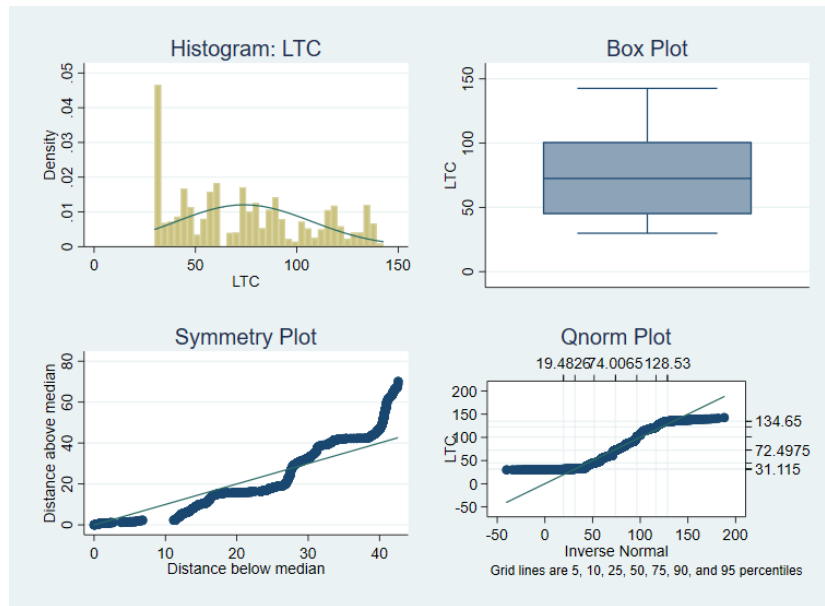 Histogram: LTC
Density
0 .01 .02 .03 .04 .05
0 50 100 150
LTC
Box Plot
LTC
0 50 100 150
Symmetry Plot
Distance above median
0 20 40 60 80
0 10 20 30 40
Distance below median
Qnorm Plot
19.4826 74.0065 128.53
LTC
-50 0 50 100 150 200
31.115 72.4975 134.65
-50 0 50 100 150 200
Inverse Normal
Grid lines are 5, 10, 25, 50, 75, 90, and 95 percentiles